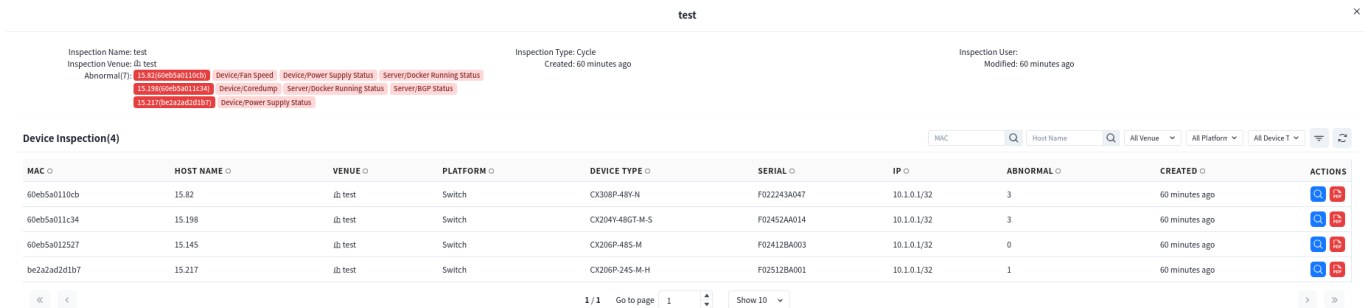 test
Inspection Name: test
Inspection Type: Cycle
Inspection User:
Inspection Venue: test
Created: 60 minutes ago
Modified: 60 minutes ago
Abnormal(7): 15.82(60eb5a0110cb) Device/Fan Speed Device/Power Supply Status Server/Docker Running Status
15.198(60eb5a011c34) Device/Coredump Server/Docker Running Status Server/BGP Status
15.217(be2a2ad2d1b7) Device/Power Supply Status
Device Inspection(4)
MAC Host Name All Venue All Platform All Device T
MAC HOST NAME VENUE PLATFORM DEVICE TYPE SERIAL IP ABNORMAL CREATED ACTIONS
60eb5a0110cb 15.82 test Switch CX308P-48Y-N F022243A047 10.1.0.1/32 3 60 minutes ago PDF
60eb5a011c34 15.198 test Switch CX204Y-48GT-M-S F02452AA014 10.1.0.1/32 3 60 minutes ago PDF
60eb5a012527 15.145 test Switch CX206P-48S-M F02412BA003 10.1.0.1/32 0 60 minutes ago PDF
be2a2ad2d1b7 15.217 test Switch CX206P-24S-M-H F02512BA001 10.1.0.1/32 1 60 minutes ago PDF
1 / 1 Go to page 1 Show 10